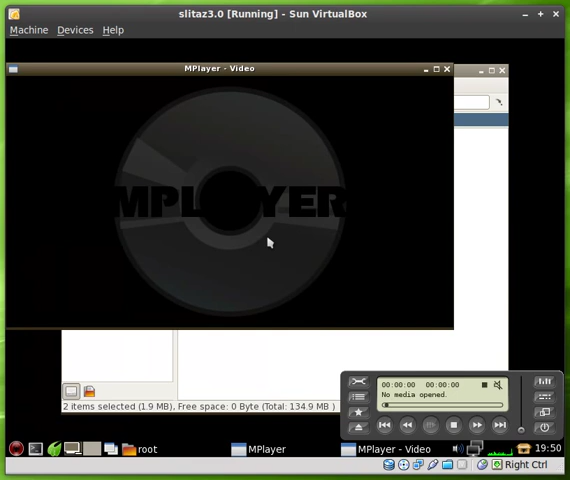 slitaz3.0 [Running] - Sun VirtualBox
Machine Devices Help
MPlayer - Video
MPLAYER
00:00:00 00:00:00
No media opened.
2 items selected (1.9 MB), Free space: 0 Byte (Total: 134.9 MB )
root MPlayer MPlayer - Video 19:50
Right Ctrl